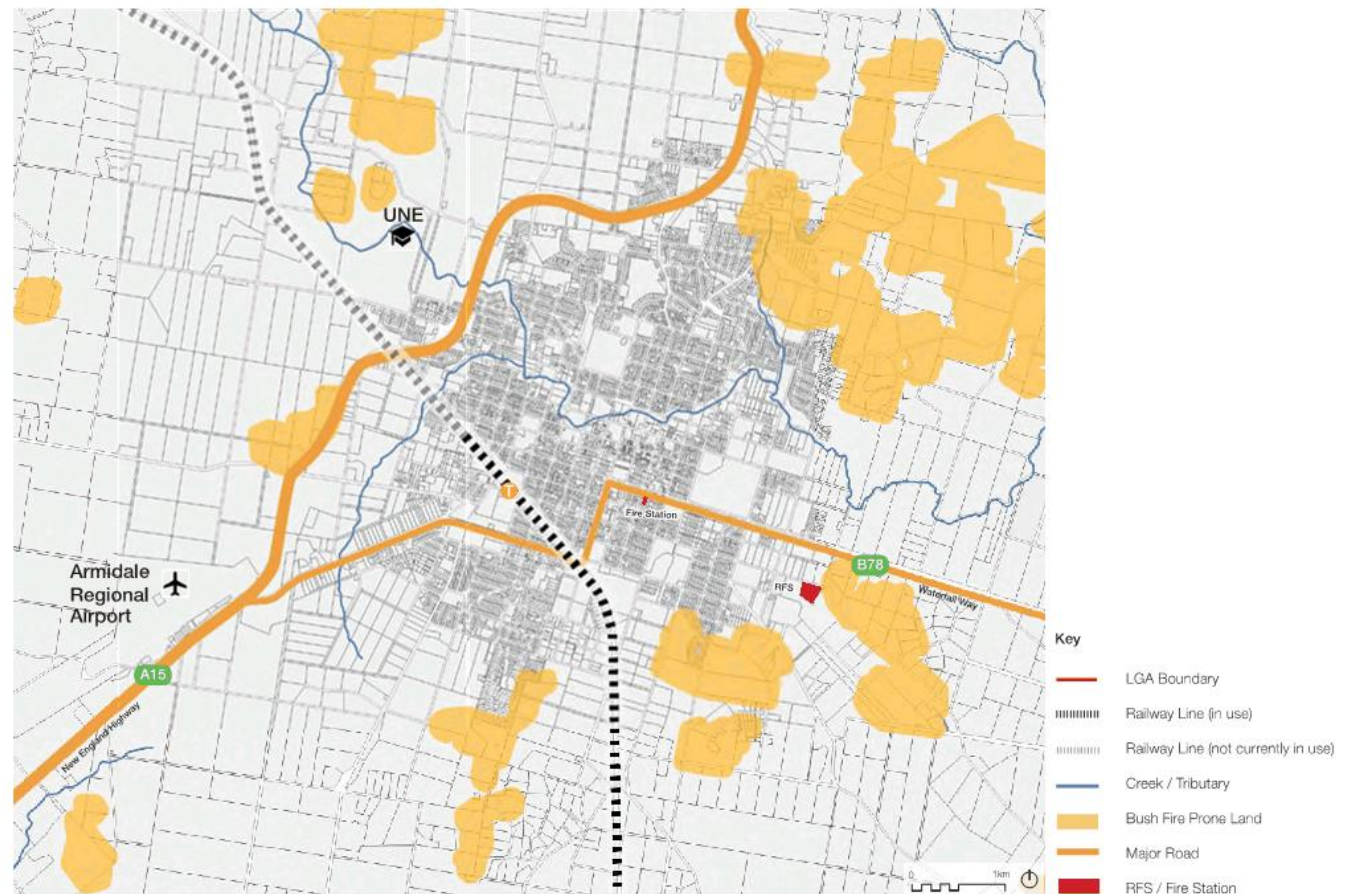 UNE
Armidale
Regional
Airport
A15
New England Highway
T
Fire Station
RFS
B78
Waterfall Way
0 1km
Key
LGA Boundary
Railway Line (in use)
Railway Line (not currently in use)
Creek / Tributary
Bush Fire Prone Land
Major Road
RFS / Fire Station